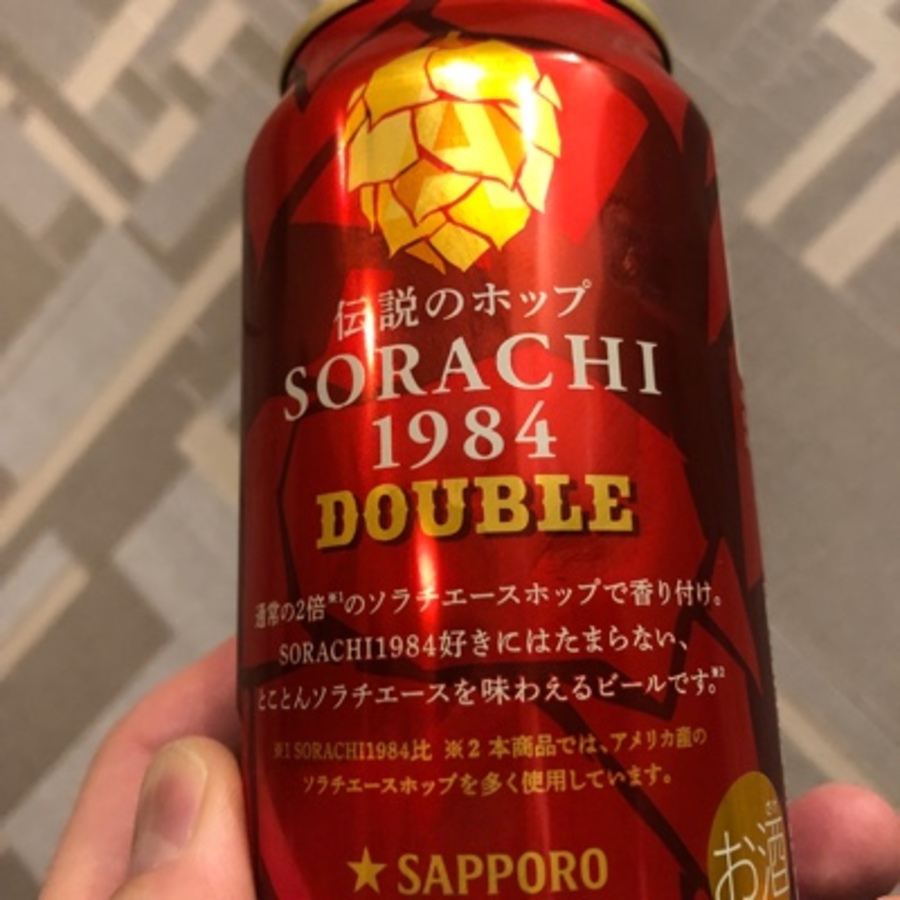 伝説のホップ
SORACHI
1984
DOUBLE
通常の2倍※1のソラチエースホップで香り付け。
SORACHI1984好きにはたまらない、
とことんソラチエースを味わえるビールです。※2
※1 SORACHI1984比 ※2 本商品では、アメリカ産の
ソラチエースホップを多く使用しています。
★SAPPORO
お酒